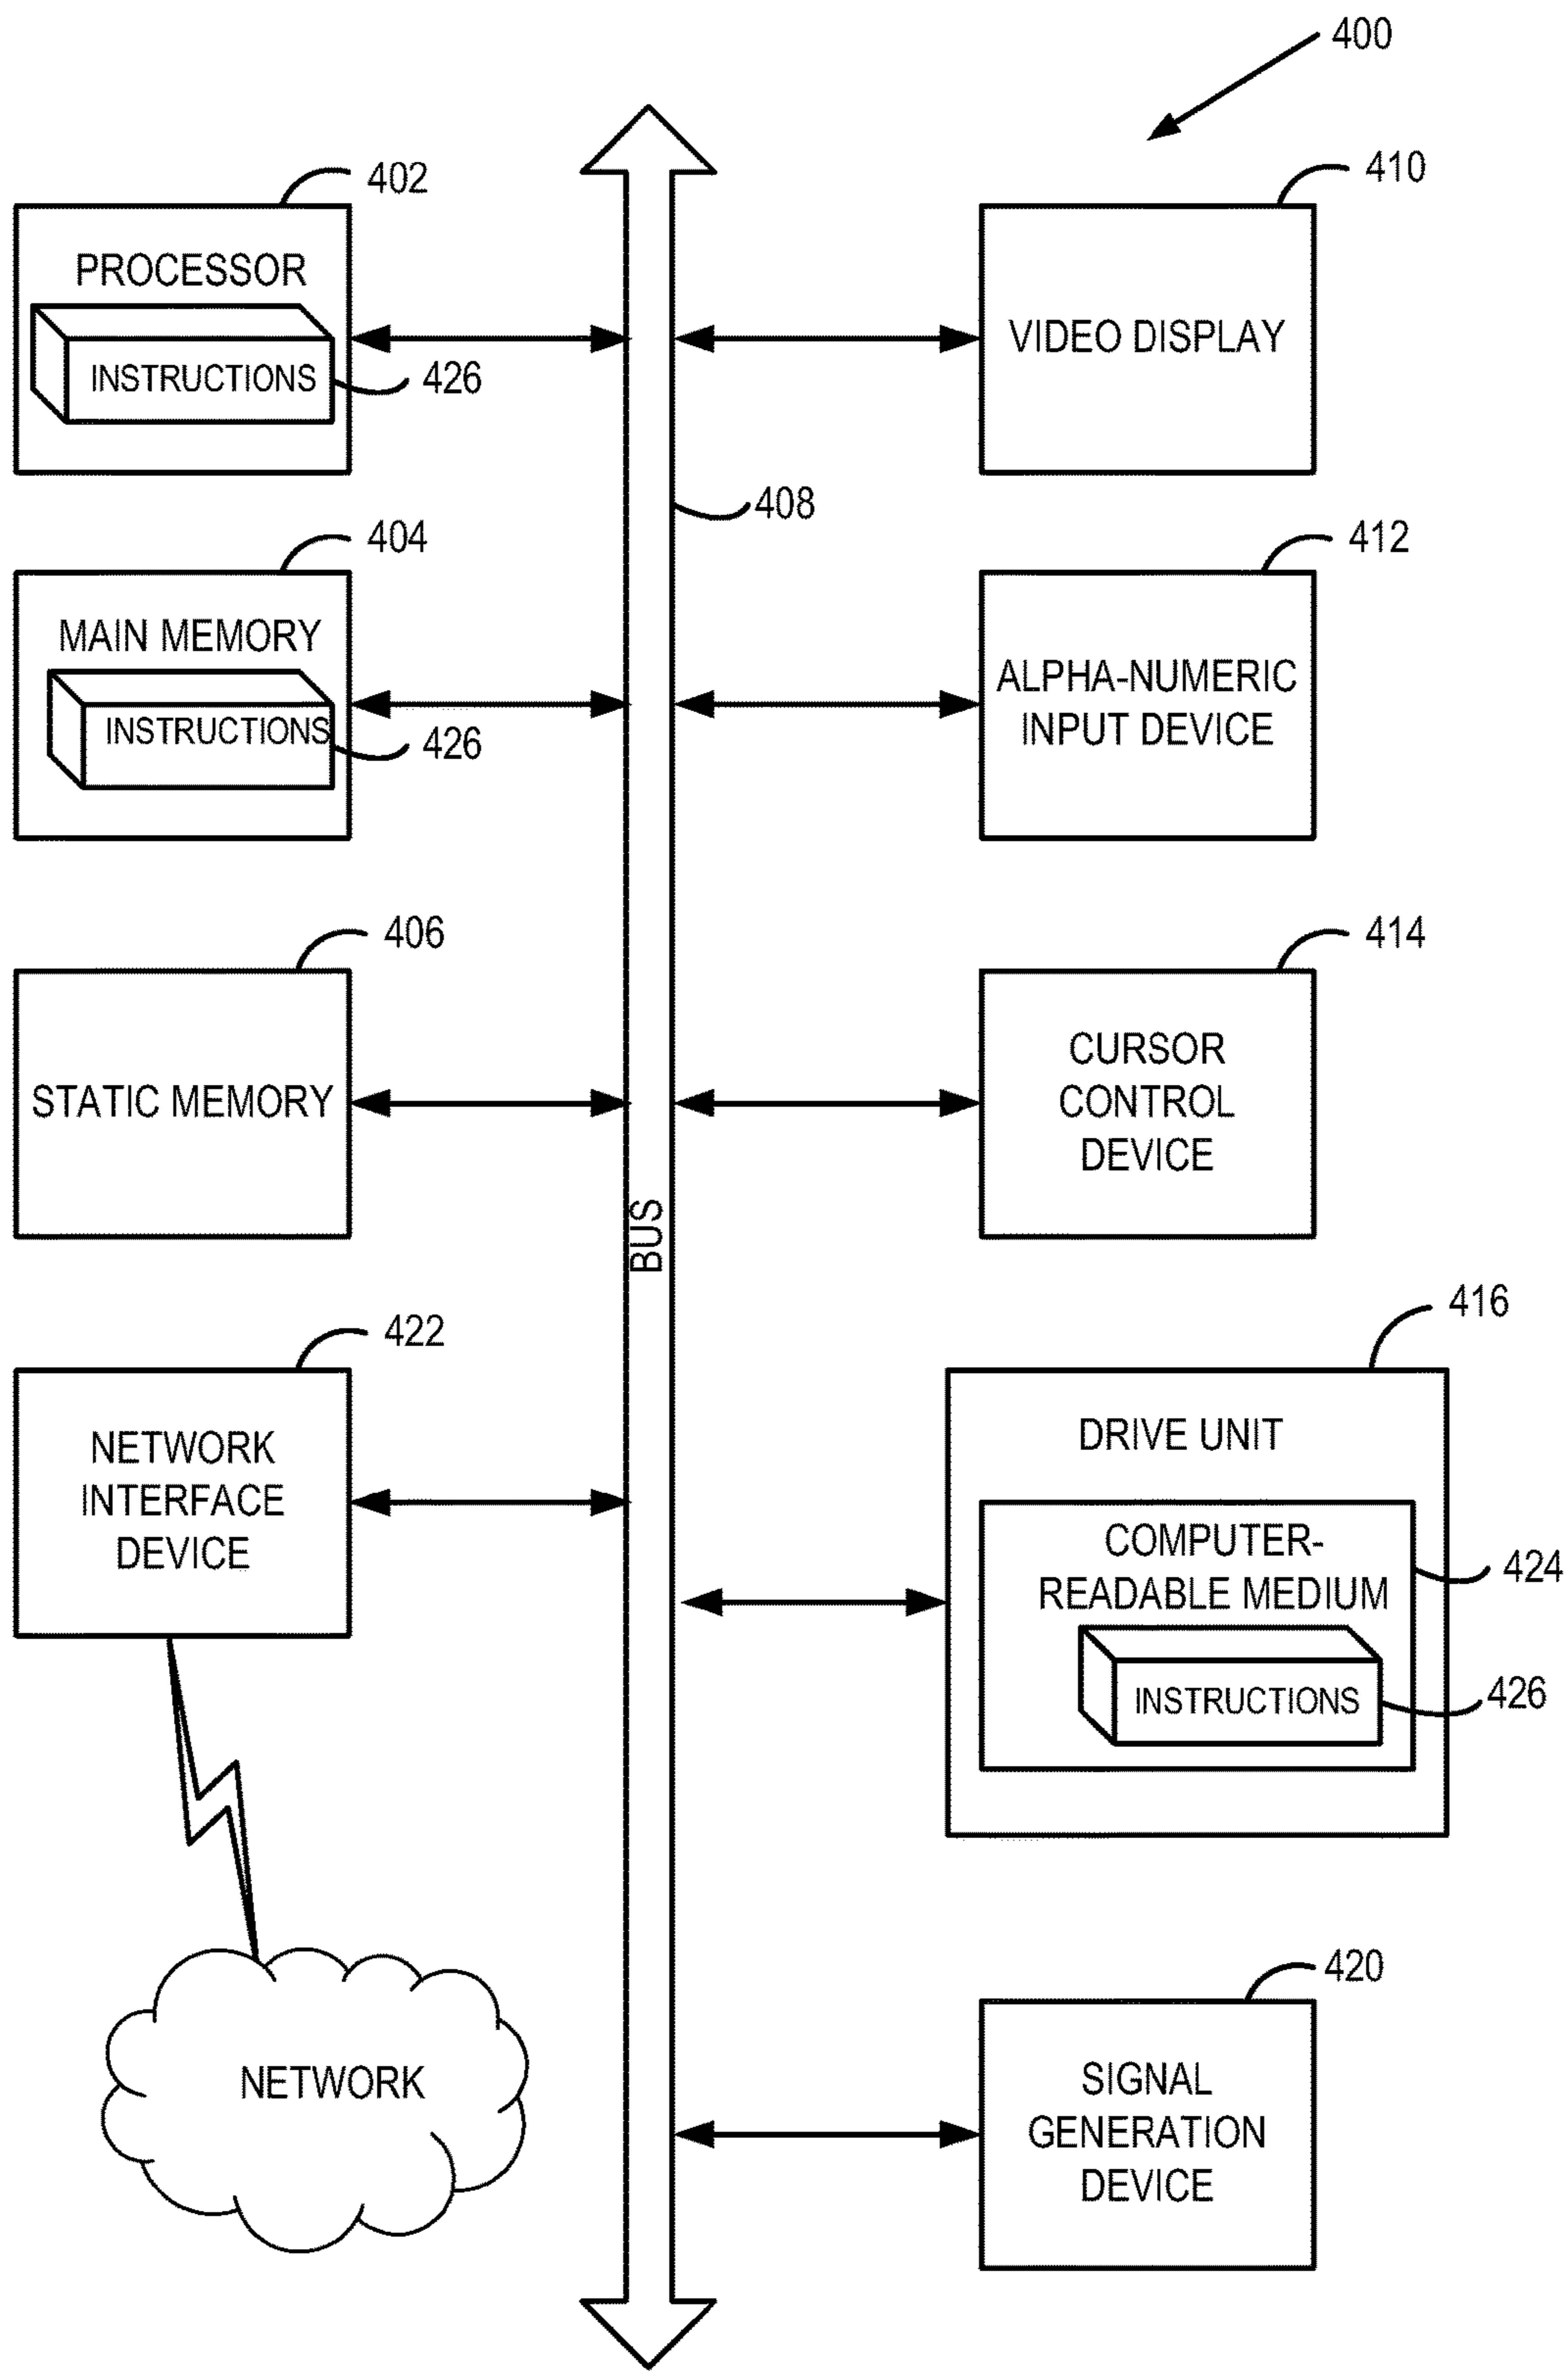 400
402
PROCESSOR
INSTRUCTIONS
426
410
VIDEO DISPLAY
408
404
MAIN MEMORY
INSTRUCTIONS
426
412
ALPHA-NUMERIC
INPUT DEVICE
406
STATIC MEMORY
414
CURSOR
CONTROL
DEVICE
BUS
422
NETWORK
INTERFACE
DEVICE
416
DRIVE UNIT
COMPUTER-
READABLE MEDIUM
424
INSTRUCTIONS
426
NETWORK
420
SIGNAL
GENERATION
DEVICE